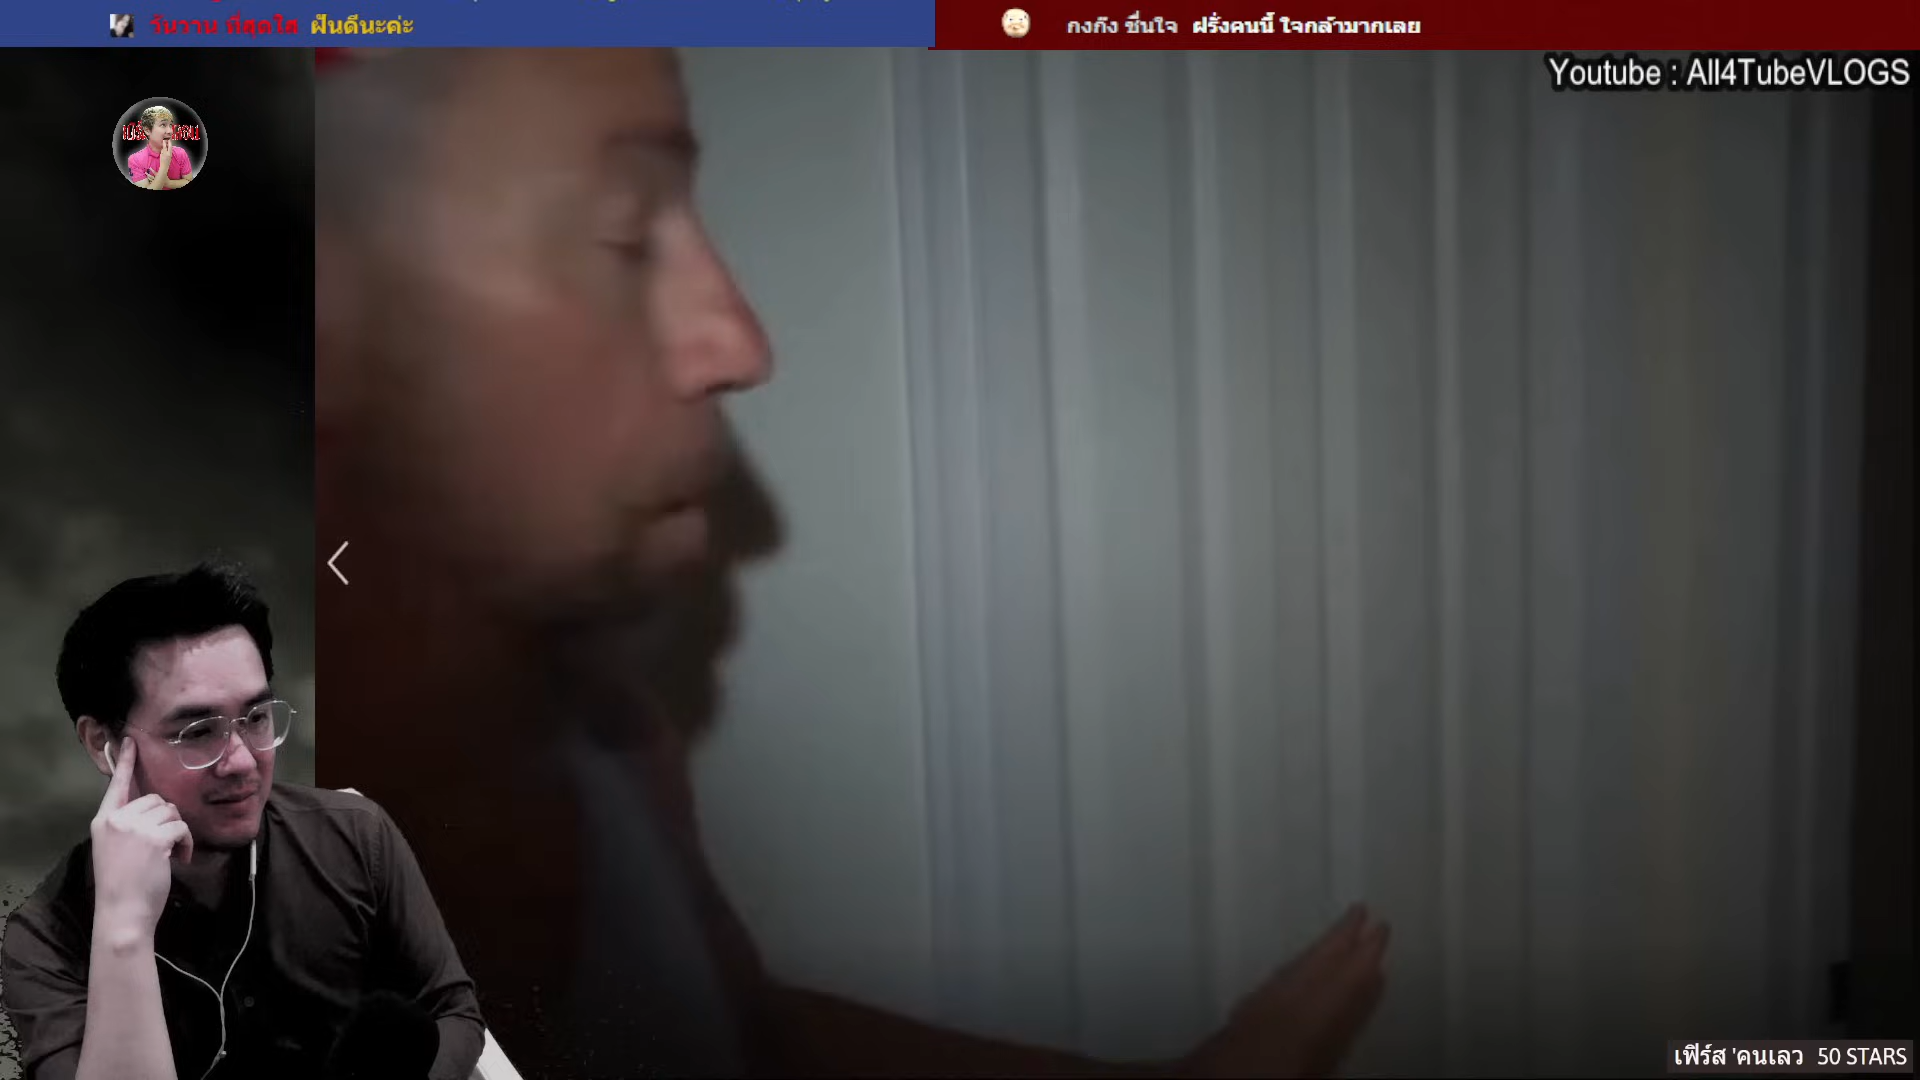 วันวาน ที่สุดใส ฝันดีนะค่ะ
กงก๊ง ชื่นใจ ฝรั่งคนนี้ ใจกล้ามากเลย
Youtube : All4TubeVLOGS
เฟิร์ส 'คนเลว 50 STARS